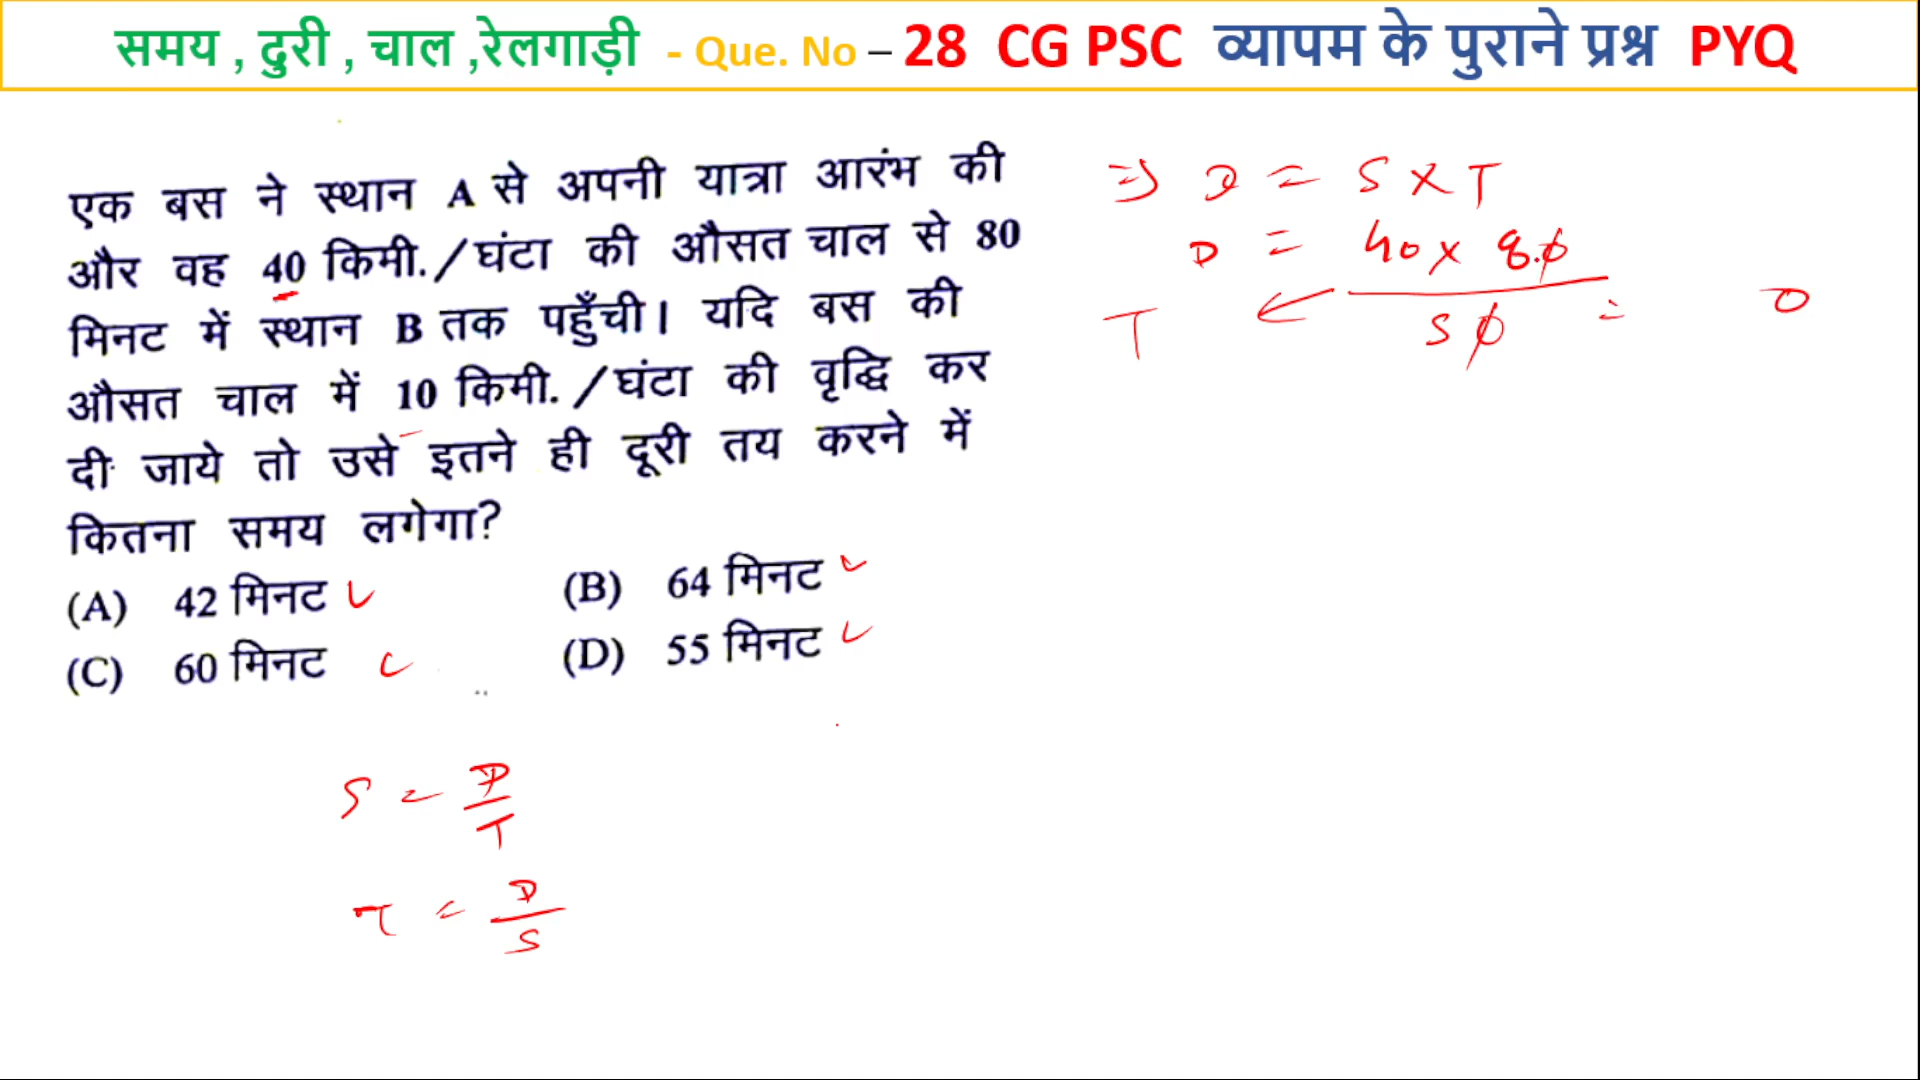 समय , दुरी , चाल ,रेलगाड़ी - Que. No – 28 CG PSC व्यापम के पुराने प्रश्न PYQ
एक बस ने स्थान A से अपनी यात्रा आरंभ की
और वह 40 किमी./घंटा की औसत चाल से 80
मिनट में स्थान B तक पहुँची। यदि बस की
औसत चाल में 10 किमी./घंटा की वृद्धि कर
दी जाये तो उसे इतने ही दूरी तय करने में
कितना समय लगेगा?
(A) 42 मिनट (B) 64 मिनट
(C) 60 मिनट (D) 55 मिनट
⇒ D = S × T
D = 40 × 80
T ← 50 =
S = D/T
T = D/S